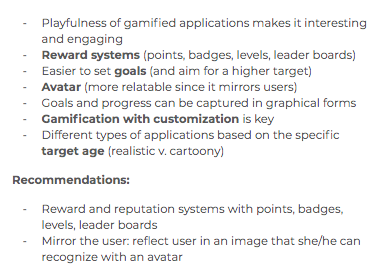 - Playfulness of gamified applications makes it interesting
and engaging
- Reward systems (points, badges, levels, leader boards)
- Easier to set goals (and aim for a higher target)
- Avatar (more relatable since it mirrors users)
- Goals and progress can be captured in graphical forms
- Gamification with customization is key
- Different types of applications based on the specific
target age (realistic v. cartoony)
Recommendations:
- Reward and reputation systems with points, badges,
levels, leader boards
- Mirror the user: reflect user in an image that she/he can
recognize with an avatar